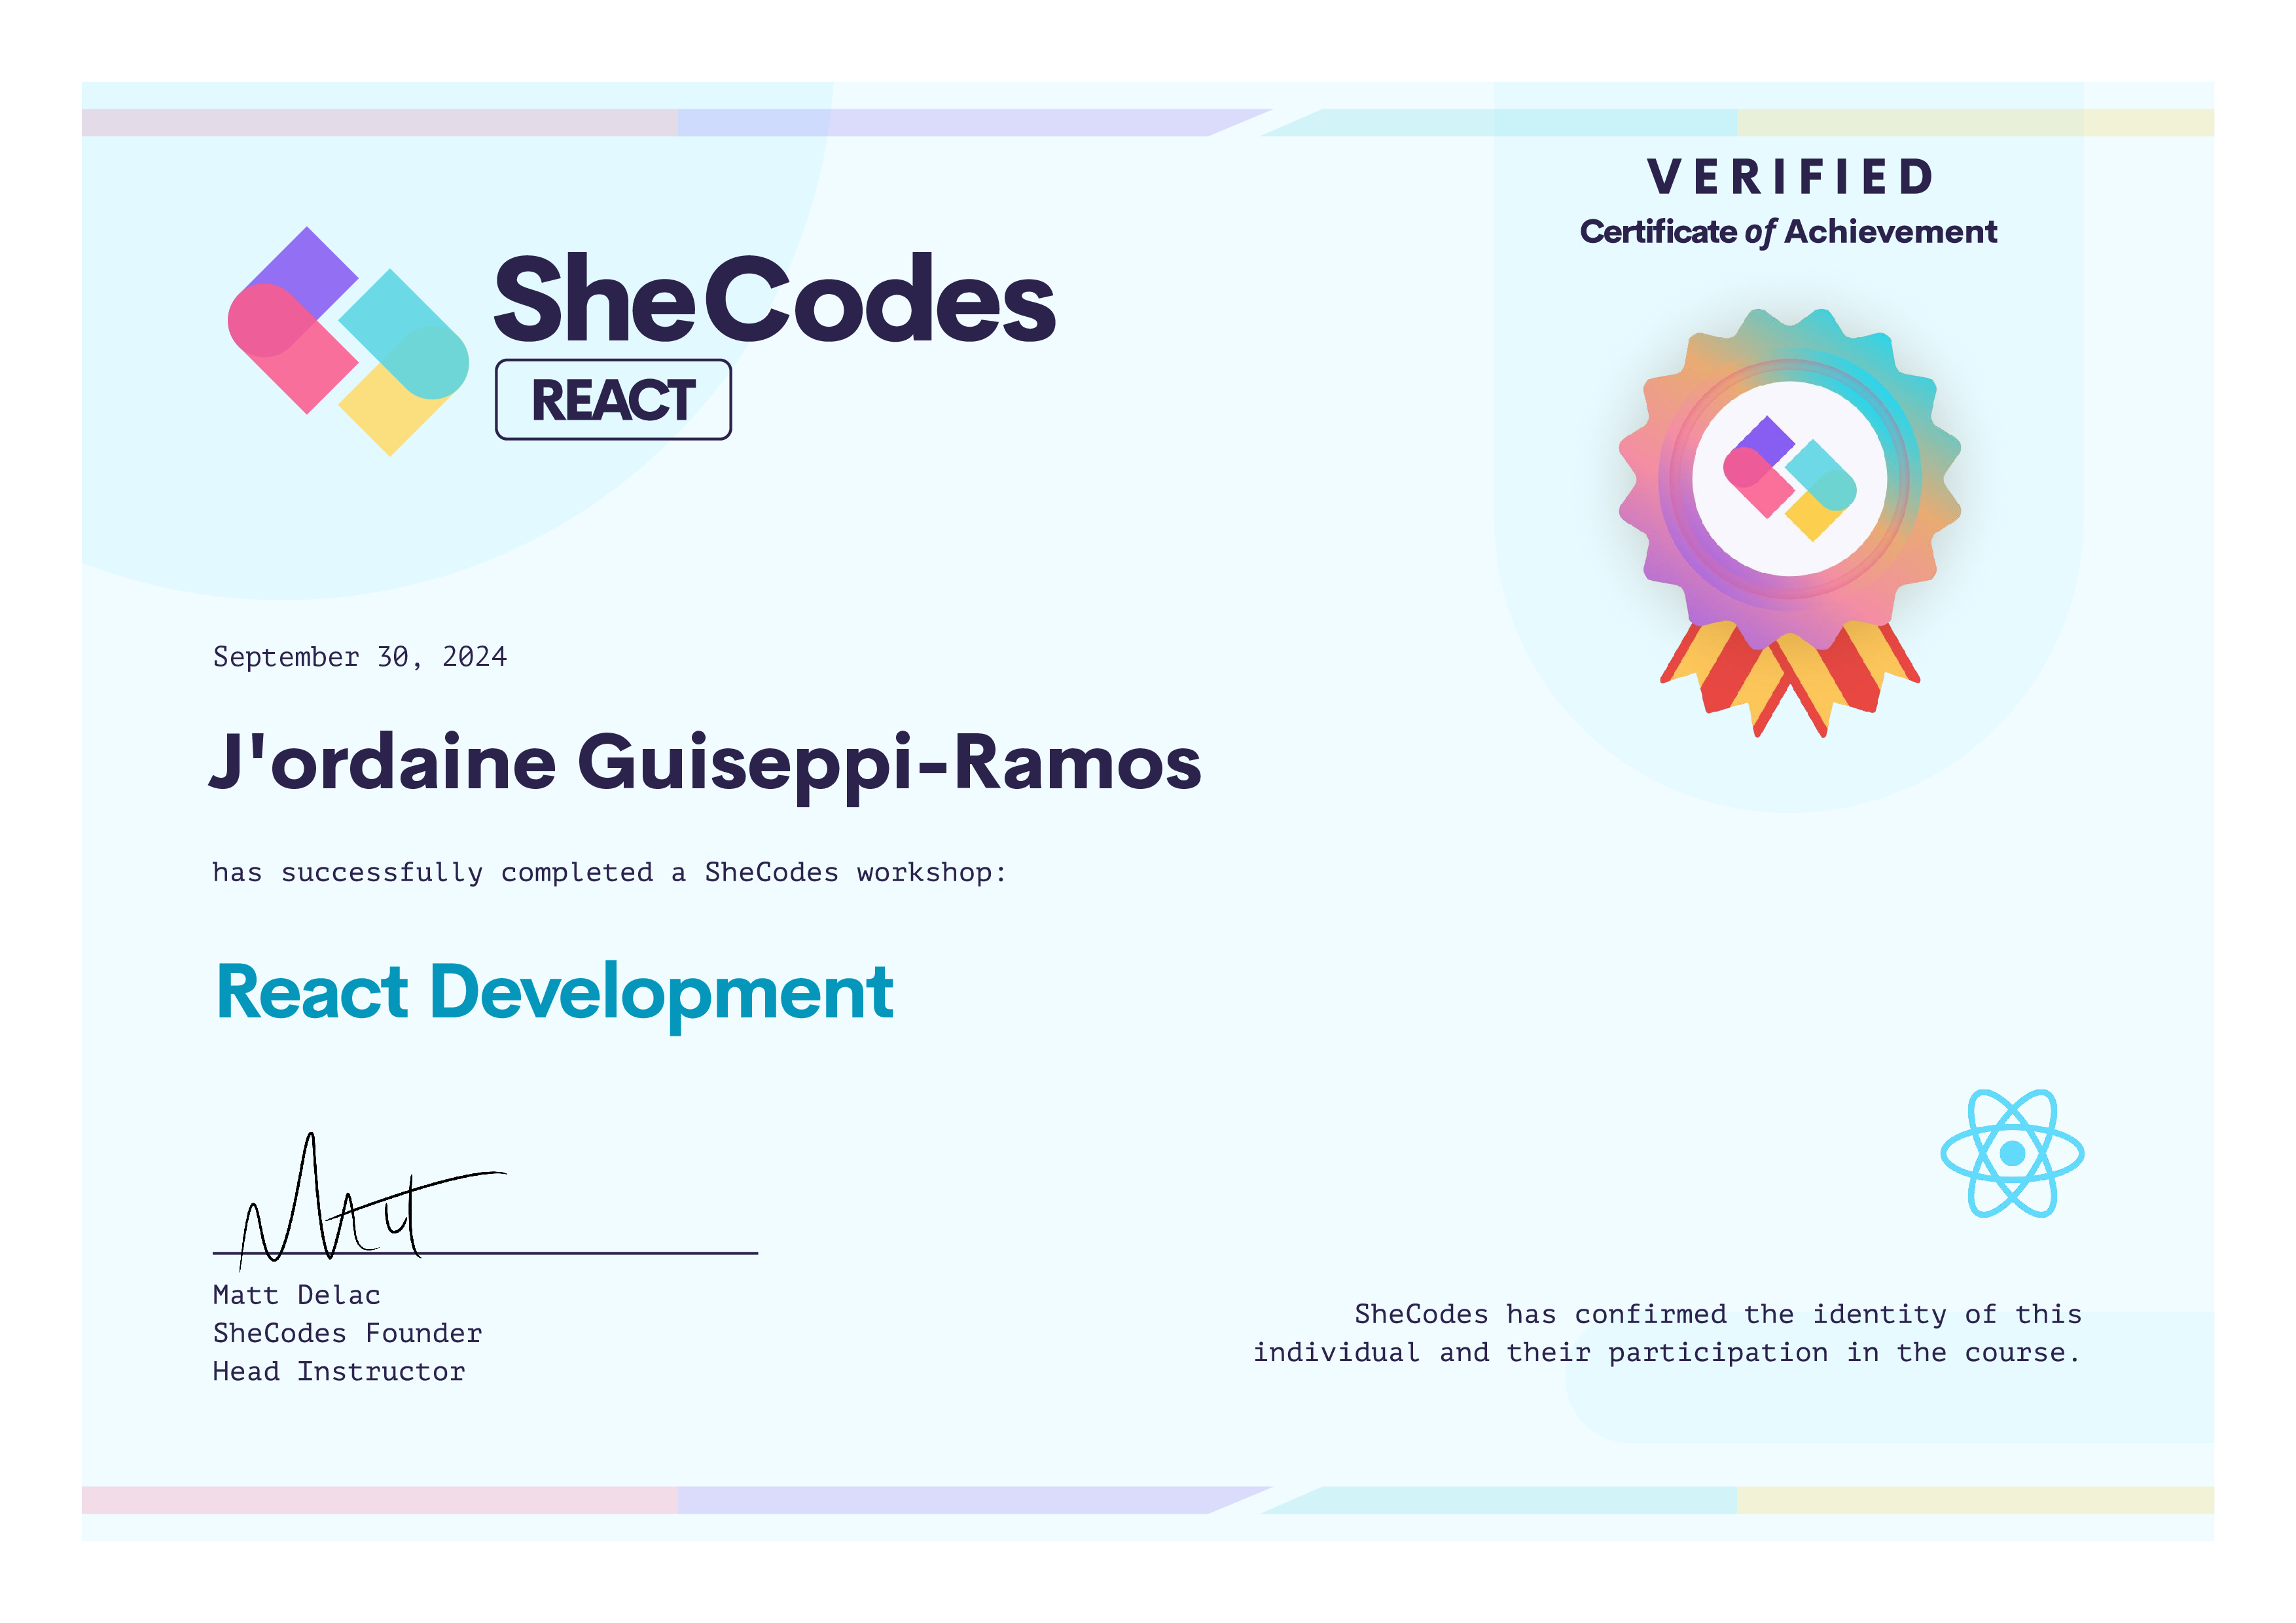 VERIFIED
Certificate of Achievement
SheCodes
REACT
September 30, 2024
J'ordaine Guiseppi-Ramos
has successfully completed a SheCodes workshop:
React Development
Matt
Matt Delac
SheCodes Founder
Head Instructor
SheCodes has confirmed the identity of this
individual and their participation in the course.